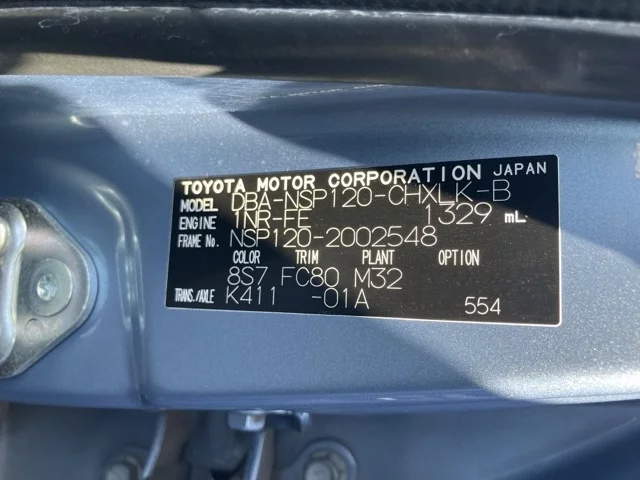 TOYOTA MOTOR CORPORATION JAPAN
MODEL DBA-NSP120-CHXLK-B
ENGINE 1NR-FE 1329 mL
FRAME No. NSP120-2002548
COLOR TRIM PLANT OPTION
8S7 FC80 M32
TRANS./AXLE K411 -01A 554